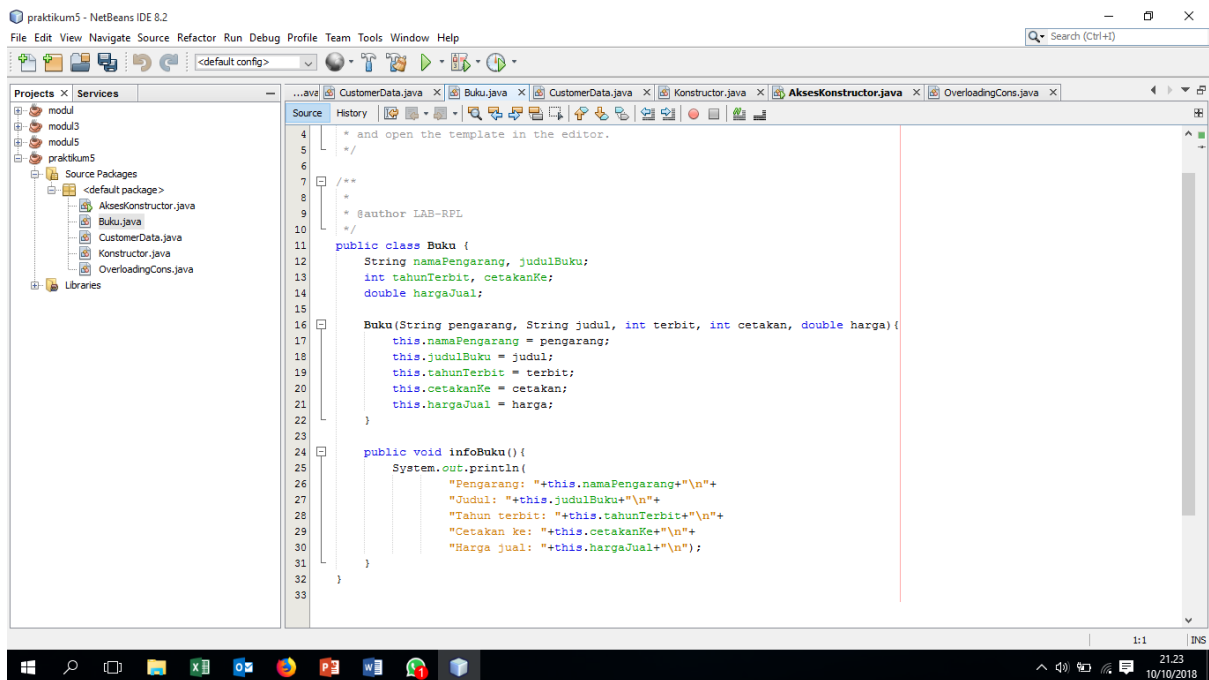 praktikum5 - NetBeans IDE 8.2
File Edit View Navigate Source Refactor Run Debug Profile Team Tools Window Help
Search (Ctrl+I)
<default config>
Projects Services
...ava CustomerData.java Buku.java CustomerData.java Konstructor.java AksesKonstructor.java OverloadingCons.java
Source History
modul
modul3
modul5
praktikum5
Source Packages
<default package>
AksesKonstructor.java
Buku.java
CustomerData.java
Konstructor.java
OverloadingCons.java
Libraries
4 * and open the template in the editor.
5 */
6
7 /**
8 *
9 * @author LAB-RPL
10 */
11 public class Buku {
12 String namaPengarang, judulBuku;
13 int tahunTerbit, cetakanKe;
14 double hargaJual;
15
16 Buku(String pengarang, String judul, int terbit, int cetakan, double harga){
17 this.namaPengarang = pengarang;
18 this.judulBuku = judul;
19 this.tahunTerbit = terbit;
20 this.cetakanKe = cetakan;
21 this.hargaJual = harga;
22 }
23
24 public void infoBuku(){
25 System.out.println(
26 "Pengarang: "+this.namaPengarang+"\n"+
27 "Judul: "+this.judulBuku+"\n"+
28 "Tahun terbit: "+this.tahunTerbit+"\n"+
29 "Cetakan ke: "+this.cetakanKe+"\n"+
30 "Harga jual: "+this.hargaJual+"\n");
31 }
32 }
33
1:1 INS
21.23
10/10/2018